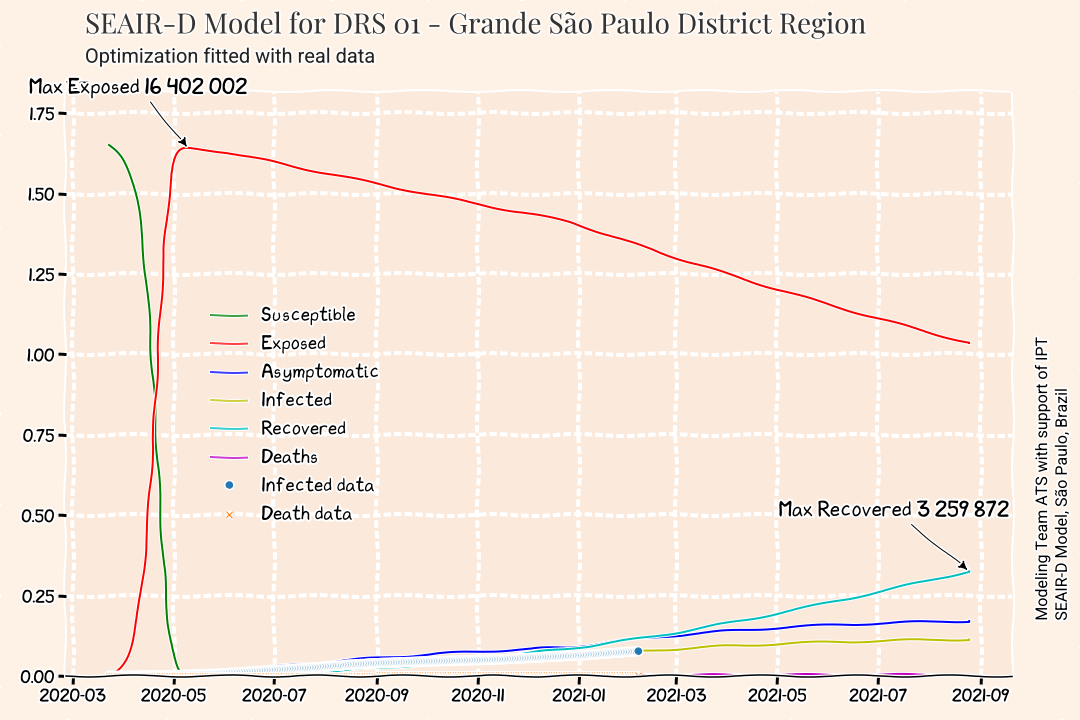 SEAIR-D Model for DRS 01 - Grande São Paulo District Region
Optimization fitted with real data
Max Exposed 16 402 002
1.75
1.50
1.25
1.00
0.75
0.50
0.25
0.00
Susceptible
Exposed
Asymptomatic
Infected
Recovered
Deaths
Infected data
Death data
Max Recovered 3 259 872
2020-03
2020-05
2020-07
2020-09
2020-11
2021-01
2021-03
2021-05
2021-07
2021-09
Modeling Team ATS with support of IPT
SEAIR-D Model, São Paulo, Brazil